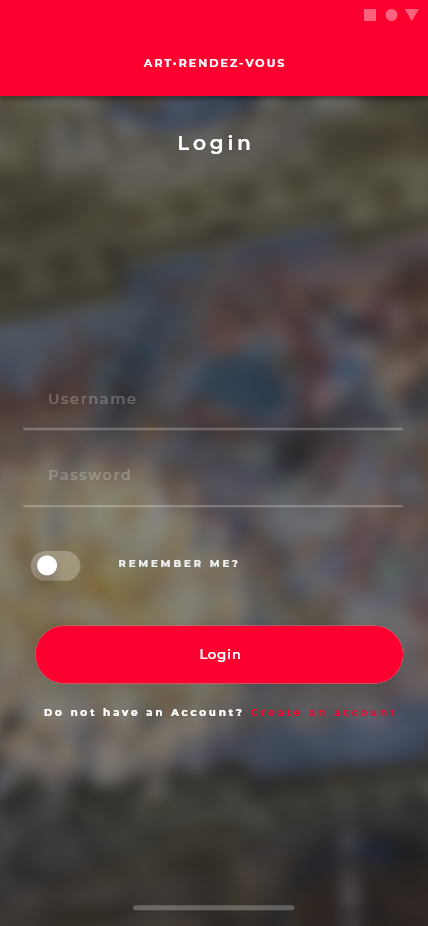 ART·RENDEZ-VOUS
Login
Username
Password
REMEMBER ME?
Login
Do not have an Account? Create an Account